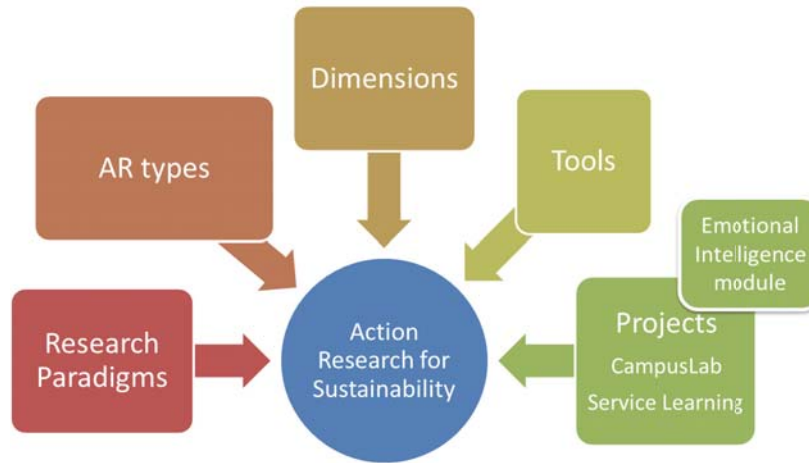 Dimensions
AR types
Tools
Emotional
Intelligence
module
Research
Paradigms
Action
Research for
Sustainability
Projects
CampusLab
Service Learning